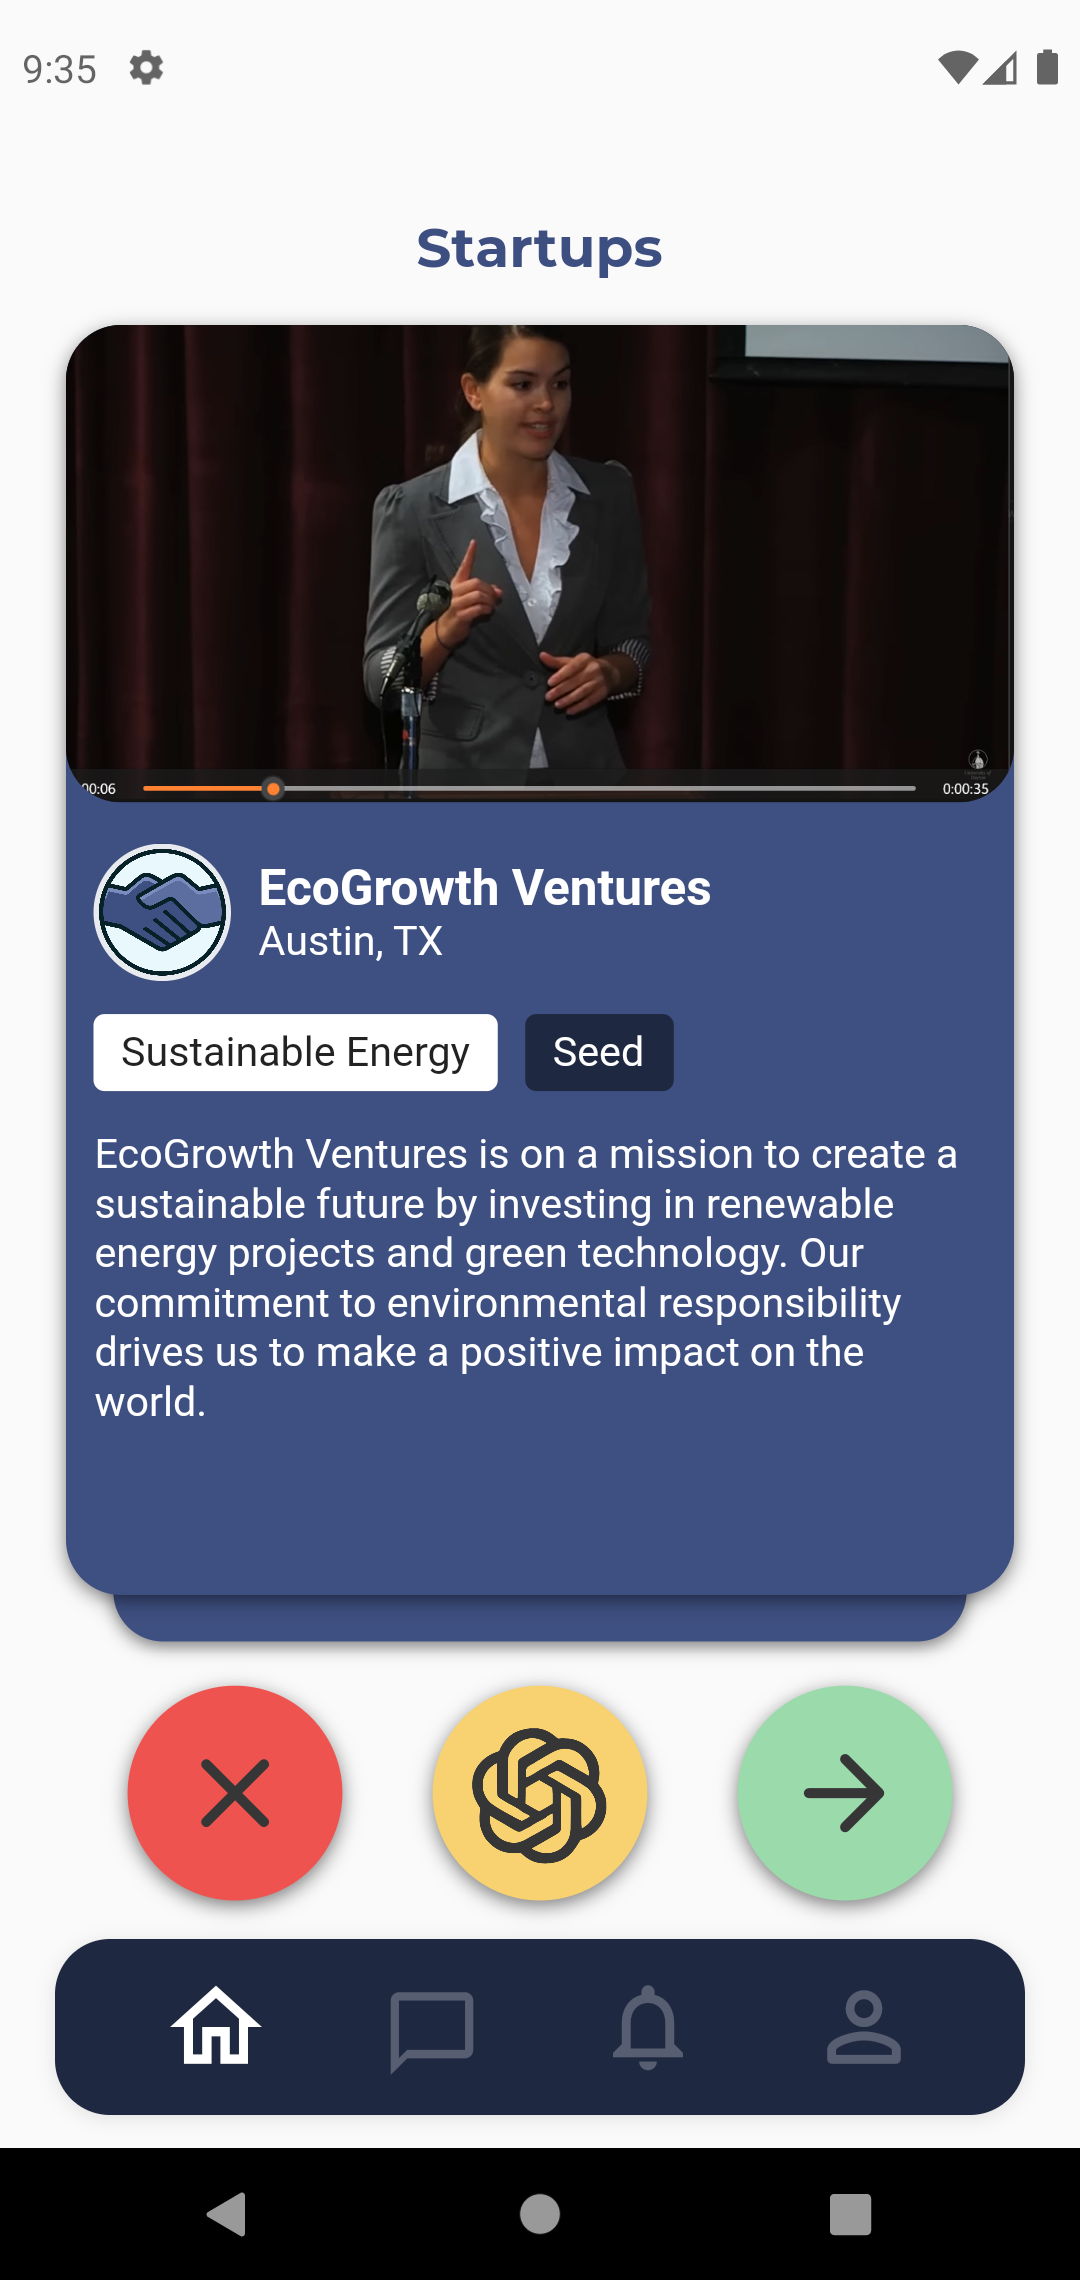 9:35
Startups
00:06
0:00:35
EcoGrowth Ventures
Austin, TX
Sustainable Energy
Seed
EcoGrowth Ventures is on a mission to create a
sustainable future by investing in renewable
energy projects and green technology. Our
commitment to environmental responsibility
drives us to make a positive impact on the
world.